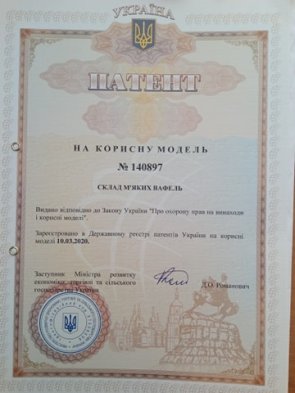 УКРАЇНА
ПАТЕНТ
НА КОРИСНУ МОДЕЛЬ
№ 140897
СКЛАД М'ЯКИХ ВАФЕЛЬ
Видано відповідно до Закону України "Про охорону прав на винаходи
і корисні моделі".
Зареєстровано в Державному реєстрі патентів України на корисні
моделі 10.03.2020.
Заступник Міністра розвитку
економіки, торгівлі та сільського
господарства України
Д.О. Романович